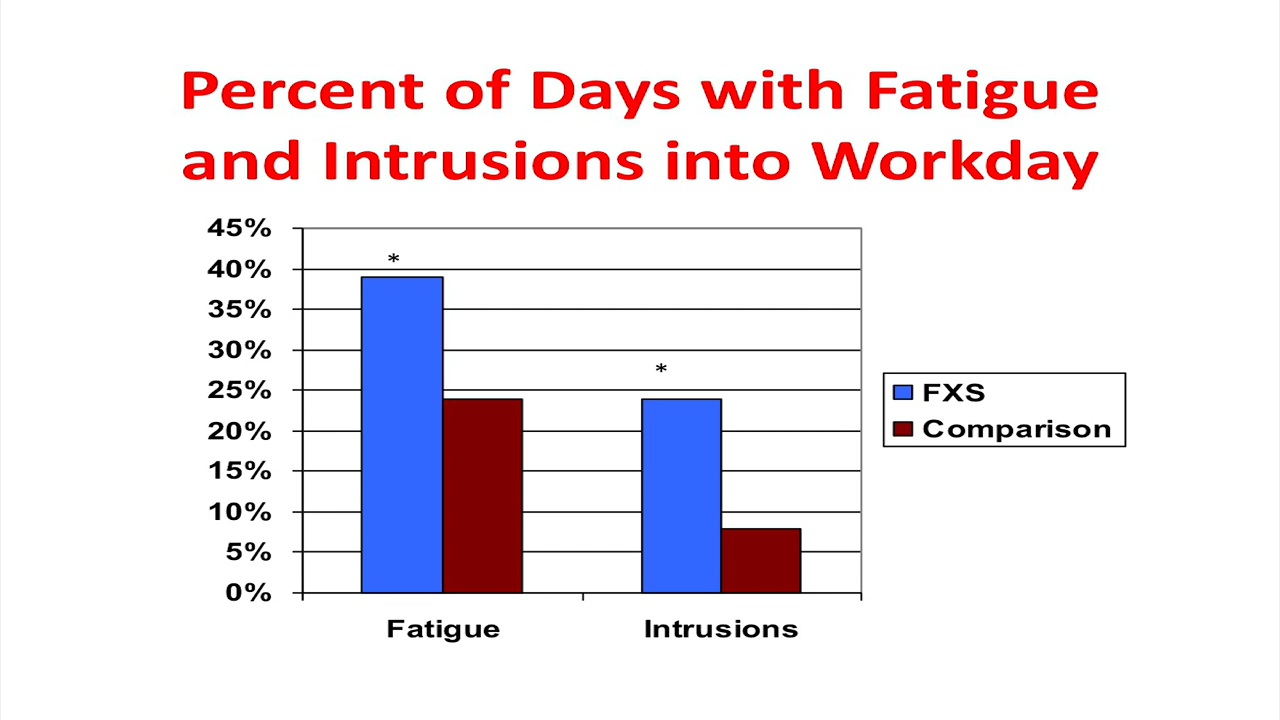 Percent of Days with Fatigue
and Intrusions into Workday
45%
40%
35%
30%
25%
20%
15%
10%
5%
0%
*
*
Fatigue
Intrusions
FXS
Comparison